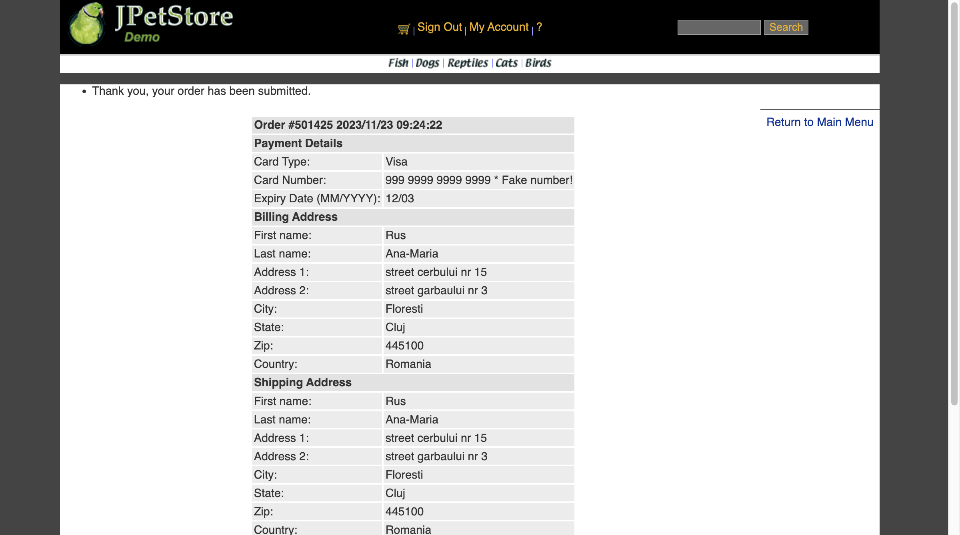 JPetStore
Demo
Sign Out | My Account | ?
Search
Fish | Dogs | Reptiles | Cats | Birds
• Thank you, your order has been submitted.
Return to Main Menu
Order #501425 2023/11/23 09:24:22
Payment Details
Card Type: Visa
Card Number: 999 9999 9999 9999 * Fake number!
Expiry Date (MM/YYYY): 12/03
Billing Address
First name: Rus
Last name: Ana-Maria
Address 1: street cerbului nr 15
Address 2: street garbaului nr 3
City: Floresti
State: Cluj
Zip: 445100
Country: Romania
Shipping Address
First name: Rus
Last name: Ana-Maria
Address 1: street cerbului nr 15
Address 2: street garbaului nr 3
City: Floresti
State: Cluj
Zip: 445100
Country: Romania